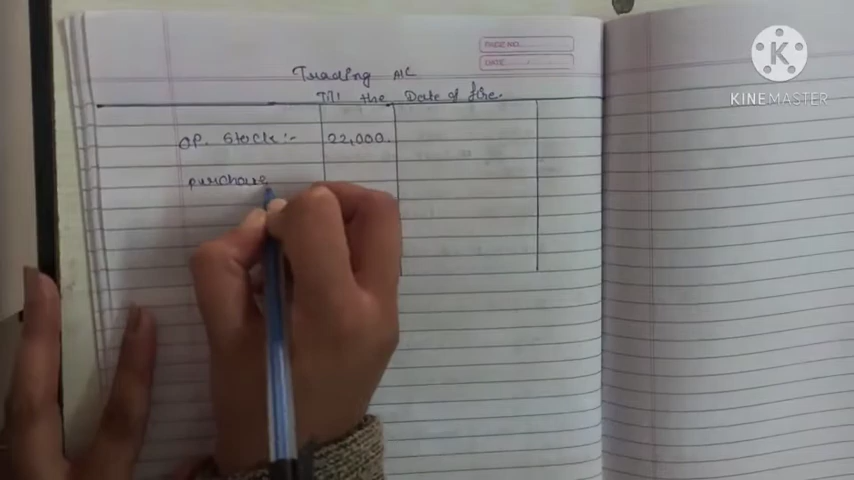 PAGE NO.
DATE
Trading A/C
Till the Date of fire.
OP. Stock :- 22,000.
purchase
K
KINEMASTER